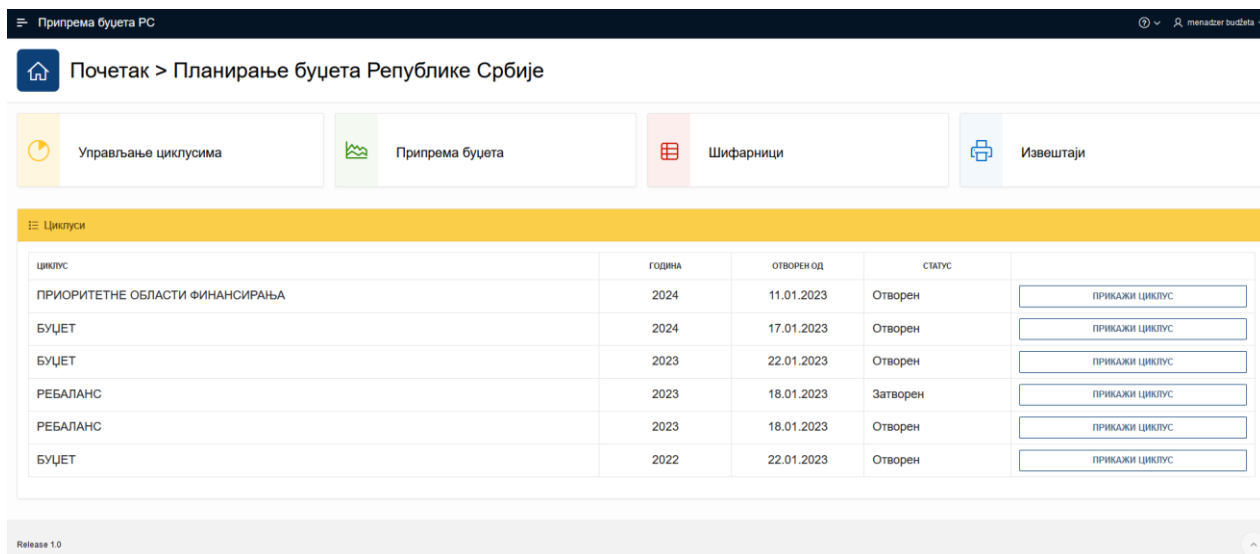 Припрема буџета РС
menadzer budžeta
Почетак > Планирање буџета Републике Србије
Управљање циклусима
Припрема буџета
Шифарници
Извештаји
Циклуси
ЦИКЛУС ГОДИНА ОТВОРЕН ОД СТАТУС
ПРИОРИТЕТНЕ ОБЛАСТИ ФИНАНСИРАЊА 2024 11.01.2023 Отворен ПРИКАЖИ ЦИКЛУС
БУЏЕТ 2024 17.01.2023 Отворен ПРИКАЖИ ЦИКЛУС
БУЏЕТ 2023 22.01.2023 Отворен ПРИКАЖИ ЦИКЛУС
РЕБАЛАНС 2023 18.01.2023 Затворен ПРИКАЖИ ЦИКЛУС
РЕБАЛАНС 2023 18.01.2023 Отворен ПРИКАЖИ ЦИКЛУС
БУЏЕТ 2022 22.01.2023 Отворен ПРИКАЖИ ЦИКЛУС
Release 1.0